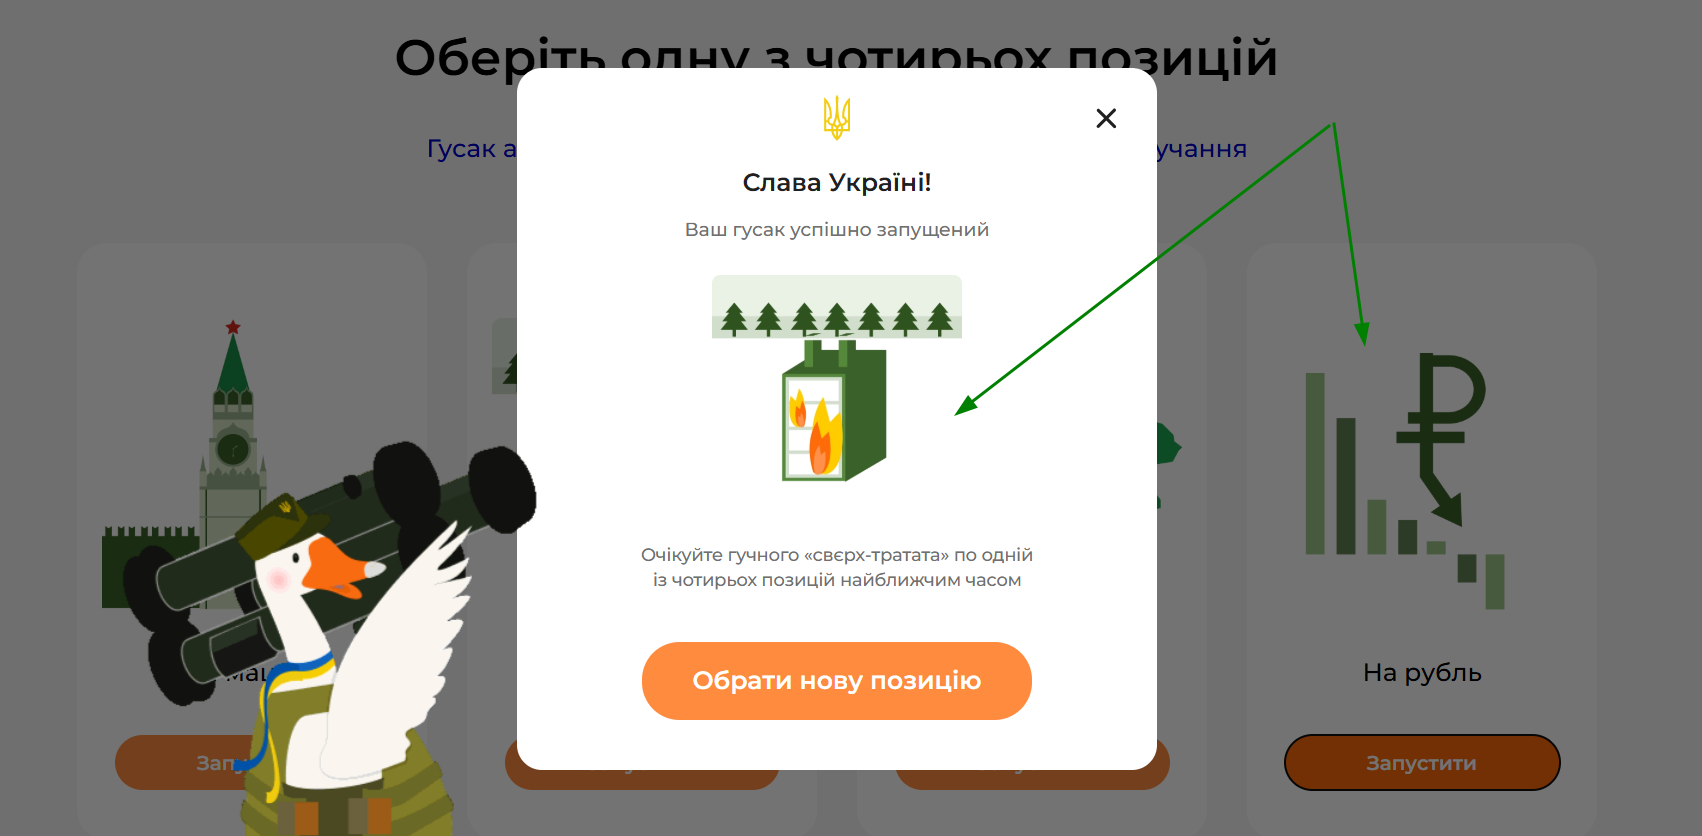 Оберіть одну з чотирьох позицій
Гусак а
учання
Слава Україні!
Ваш гусак успішно запущений
Очікуйте гучного «свєрх-тратата» по одній
із чотирьох позицій найближчим часом
Обрати нову позицію
На рубль
Запустити